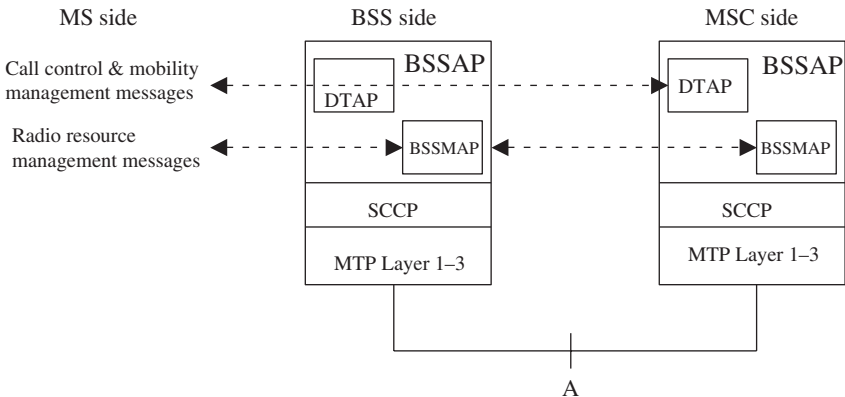 MS side
BSS side
MSC side
Call control & mobility
management messages
BSSAP
DTAP
BSSAP
DTAP
Radio resource
management messages
BSSMAP
BSSMAP
SCCP
SCCP
MTP Layer 1–3
MTP Layer 1–3
A